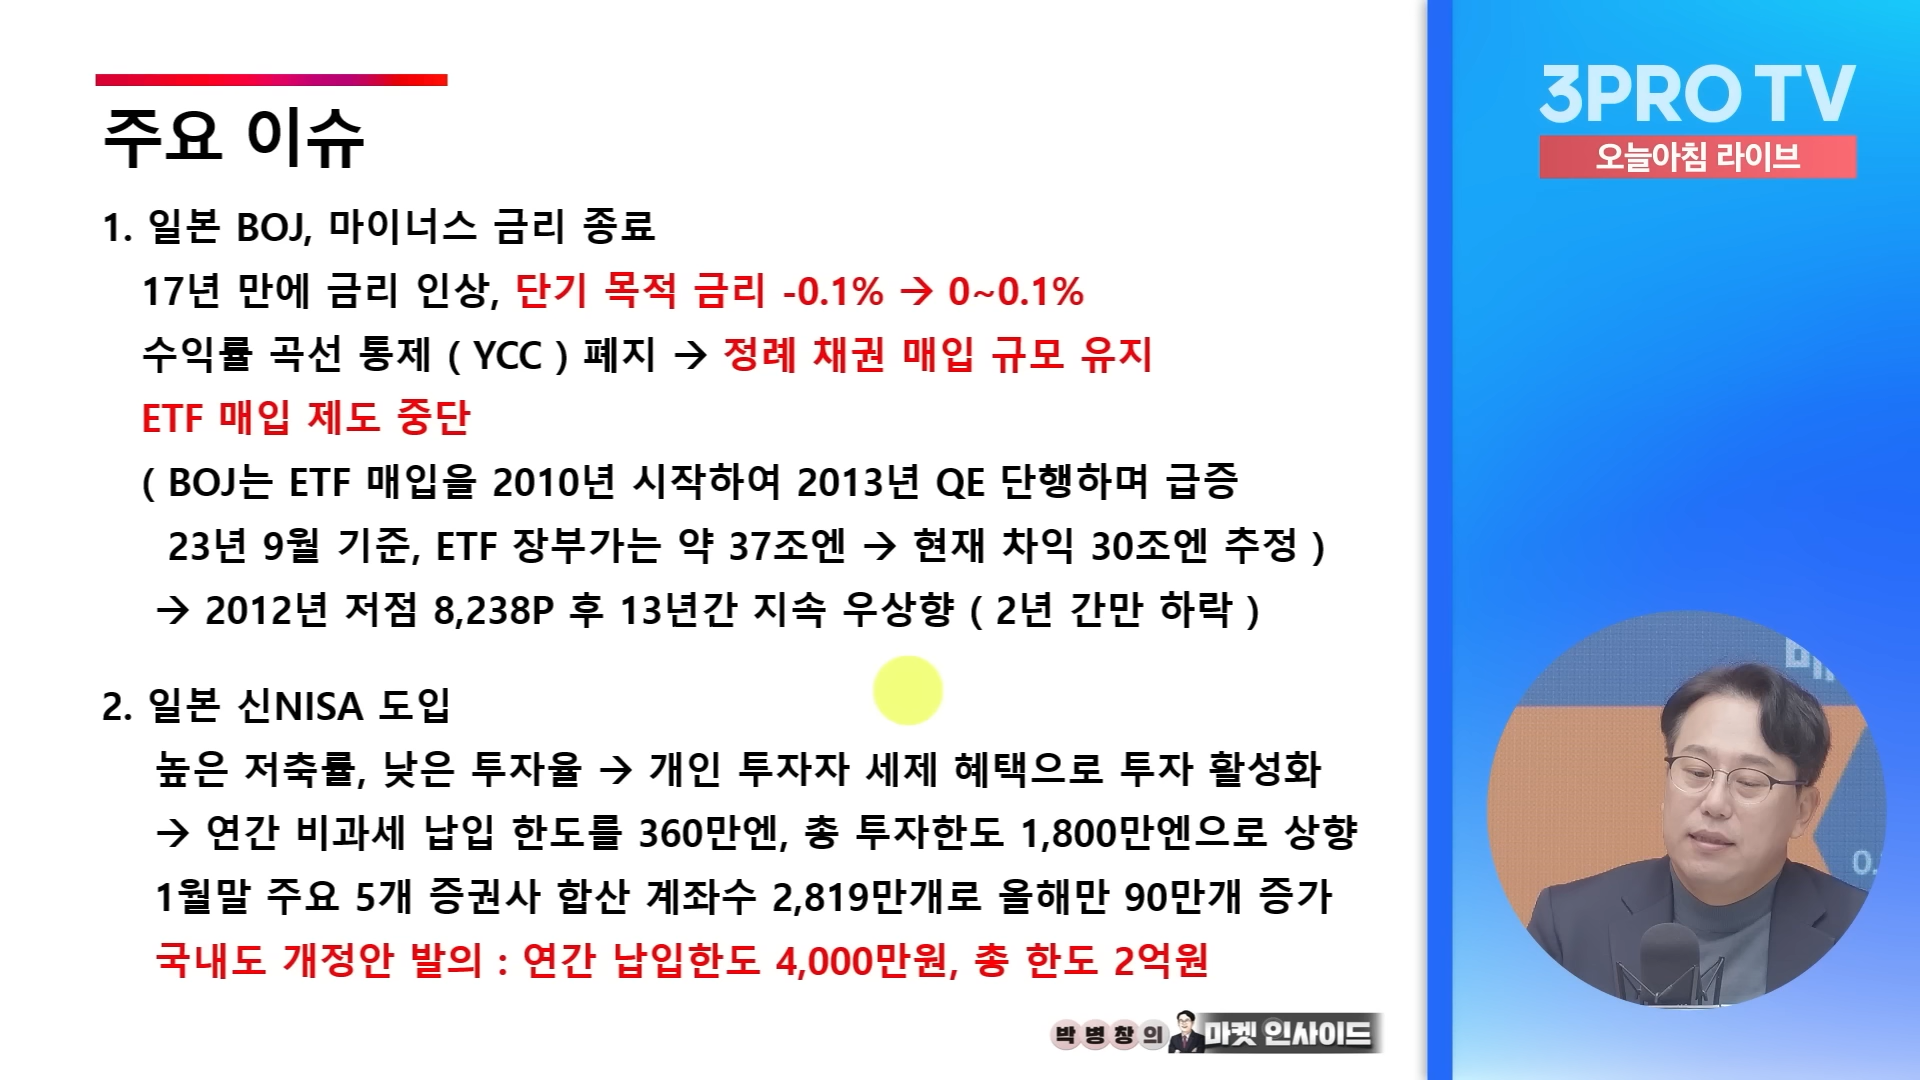 주요 이슈
1. 일본 BOJ, 마이너스 금리 종료
17년 만에 금리 인상, 단기 목적 금리 -0.1% → 0~0.1%
수익률 곡선 통제 ( YCC ) 폐지 → 정례 채권 매입 규모 유지
ETF 매입 제도 중단
( BOJ는 ETF 매입을 2010년 시작하여 2013년 QE 단행하며 급증
23년 9월 기준, ETF 장부가는 약 37조엔 → 현재 차익 30조엔 추정 )
→ 2012년 저점 8,238P 후 13년간 지속 우상향 ( 2년 간만 하락 )
2. 일본 신NISA 도입
높은 저축률, 낮은 투자율 → 개인 투자자 세제 혜택으로 투자 활성화
→ 연간 비과세 납입 한도를 360만엔, 총 투자한도 1,800만엔으로 상향
1월말 주요 5개 증권사 합산 계좌수 2,819만개로 올해만 90만개 증가
국내도 개정안 발의 : 연간 납입한도 4,000만원, 총 한도 2억원
박병창의 마켓 인사이드
3PRO TV
오늘아침 라이브